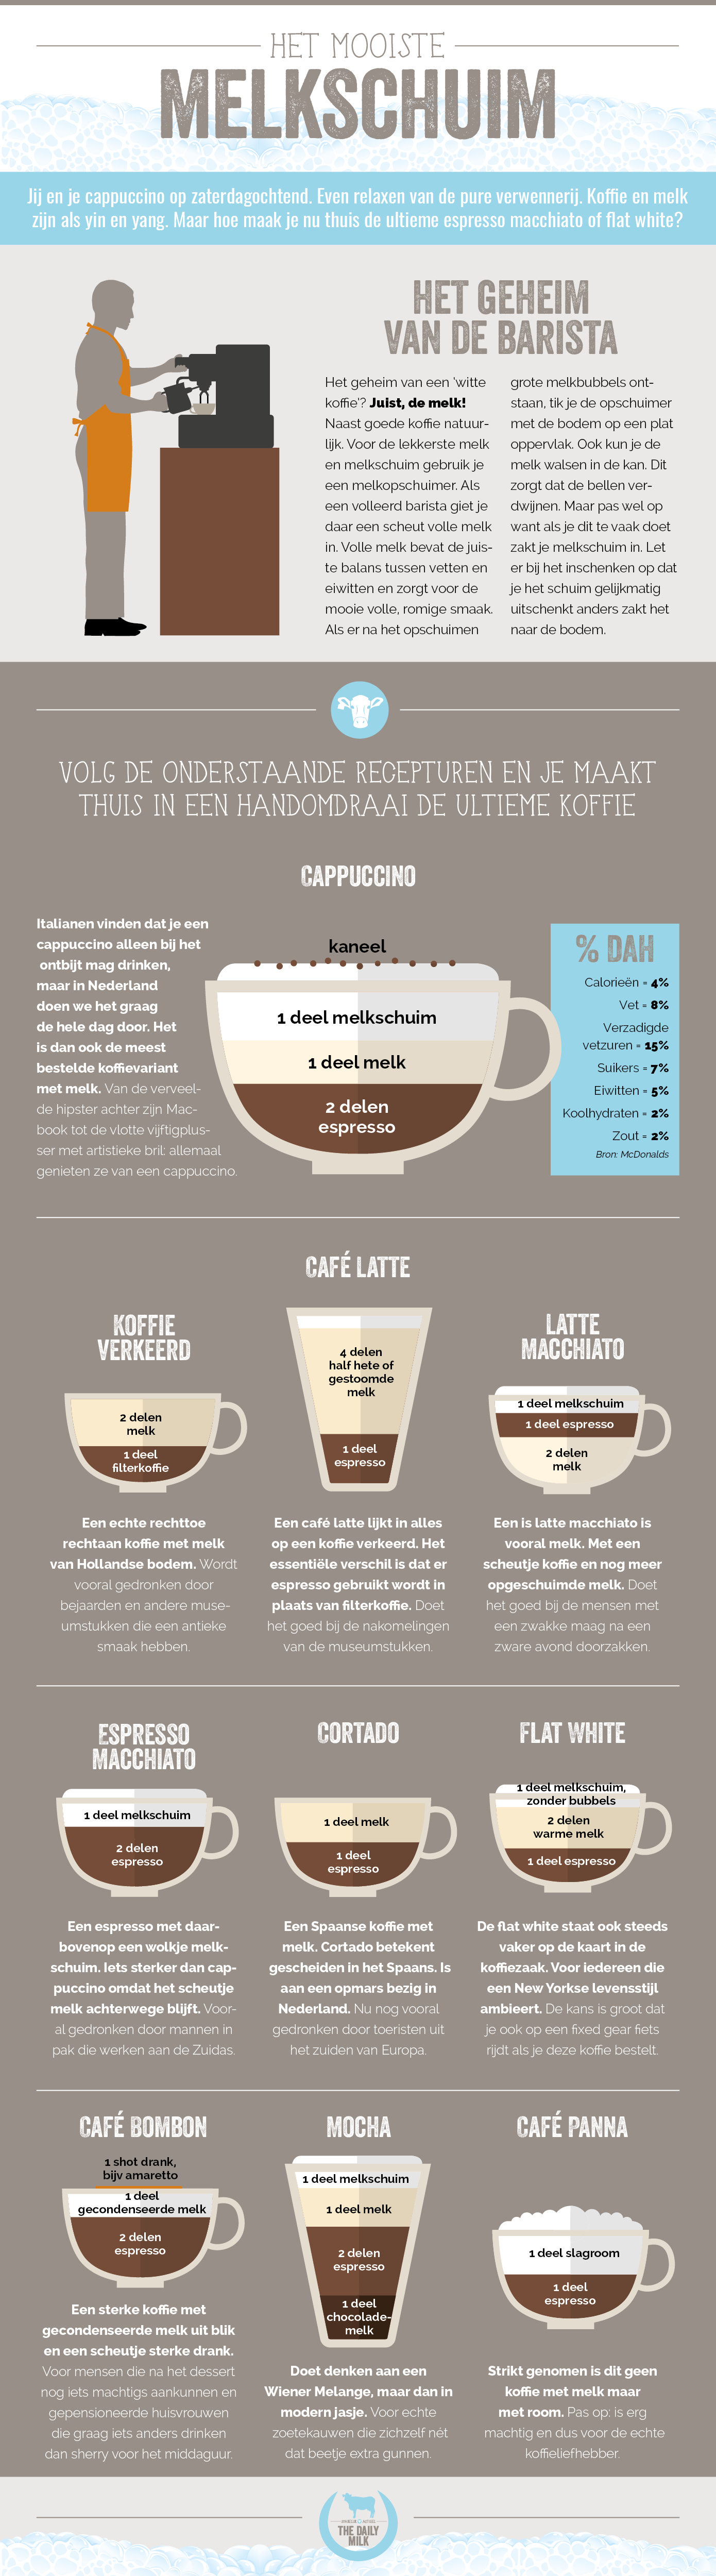 HET MOOISTE
MELKSCHUIM
Jij en je cappuccino op zaterdagochtend. Even relaxen van de pure verwennerij. Koffie en melk
zijn als yin en yang. Maar hoe maak je nu thuis de ultieme espresso macchiato of flat white?
HET GEHEIM
VAN DE BARISTA
Het geheim van een 'witte
koffie'? Juist, de melk!
Naast goede koffie natuur-
lijk. Voor de lekkerste melk
en melkschuim gebruik je
een melkopschuimer. Als
een volleerd barista giet je
daar een scheut volle melk
in. Volle melk bevat de juis-
te balans tussen vetten en
eiwitten en zorgt voor de
mooie volle, romige smaak.
Als er na het opschuimen
grote melkbubbels ont-
staan, tik je de opschuimer
met de bodem op een plat
oppervlak. Ook kun je de
melk walsen in de kan. Dit
zorgt dat de bellen ver-
dwijnen. Maar pas wel op
want als je dit te vaak doet
zakt je melkschuim in. Let
er bij het inschenken op dat
je het schuim gelijkmatig
uitschenkt anders zakt het
naar de bodem.
VOLG DE ONDERSTAANDE RECEPTUREN EN JE MAAKT
THUIS IN EEN HANDOMDRAAI DE ULTIEME KOFFIE
CAPPUCCINO
Italianen vinden dat je een
cappuccino alleen bij het
ontbijt mag drinken,
maar in Nederland
doen we het graag
de hele dag door. Het
is dan ook de meest
bestelde koffievariant
met melk. Van de verveel-
de hipster achter zijn Mac-
book tot de vlotte vijftigplus-
ser met artistieke bril: allemaal
genieten ze van een cappuccino.
kaneel
1 deel melkschuim
1 deel melk
2 delen
espresso
% DAH
Calorieën = 4%
Vet = 8%
Verzadigde
vetzuren = 15%
Suikers = 7%
Eiwitten = 5%
Koolhydraten = 2%
Zout = 2%
Bron: McDonalds
KOFFIE
VERKEERD
2 delen
melk
1 deel
filterkoffie
Een echte rechttoe
rechtaan koffie met melk
van Hollandse bodem. Wordt
vooral gedronken door
bejaarden en andere muse-
umstukken die een antieke
smaak hebben.
CAFÉ LATTE
4 delen
half hete of
gestoomde
melk
1 deel
espresso
Een café latte lijkt in alles
op een koffie verkeerd. Het
essentiële verschil is dat er
espresso gebruikt wordt in
plaats van filterkoffie. Doet
het goed bij de nakomelingen
van de museumstukken.
LATTE
MACCHIATO
1 deel melkschuim
1 deel espresso
2 delen
melk
Een is latte macchiato is
vooral melk. Met een
scheutje koffie en nog meer
opgeschuimde melk. Doet
het goed bij de mensen met
een zwakke maag na een
zware avond doorzakken.
ESPRESSO
MACCHIATO
1 deel melkschuim
2 delen
espresso
Een espresso met daar-
bovenop een wolkje melk-
schuim. Iets sterker dan cap-
puccino omdat het scheutje
melk achterwege blijft. Voor-
al gedronken door mannen in
pak die werken aan de Zuidas.
CORTADO
1 deel melk
1 deel
espresso
Een Spaanse koffie met
melk. Cortado betekent
gescheiden in het Spaans. Is
aan een opmars bezig in
Nederland. Nu nog vooral
gedronken door toeristen uit
het zuiden van Europa.
FLAT WHITE
1 deel melkschuim,
zonder bubbels
2 delen
warme melk
1 deel espresso
De flat white staat ook steeds
vaker op de kaart in de
koffiezaak. Voor iedereen die
een New Yorkse levensstijl
ambieert. De kans is groot dat
je ook op een fixed gear fiets
rijdt als je deze koffie bestelt.
CAFÉ BOMBON
1 shot drank,
bijv amaretto
1 deel
gecondenseerde melk
2 delen
espresso
Een sterke koffie met
gecondenseerde melk uit blik
en een scheutje sterke drank.
Voor mensen die na het dessert
nog iets machtigs aankunnen en
gepensioneerde huisvrouwen
die graag iets anders drinken
dan sherry voor het middaguur.
MOCHA
1 deel melkschuim
1 deel melk
2 delen
espresso
1 deel
chocolade-
melk
Doet denken aan een
Wiener Melange, maar dan in
modern jasje. Voor echte
zoetekauwen die zichzelf nét
dat beetje extra gunnen.
CAFÉ PANNA
1 deel slagroom
1 deel
espresso
Strikt genomen is dit geen
koffie met melk maar
met room. Pas op: is erg
machtig en dus voor de echte
koffieliefhebber.
THE DAILY
MILK